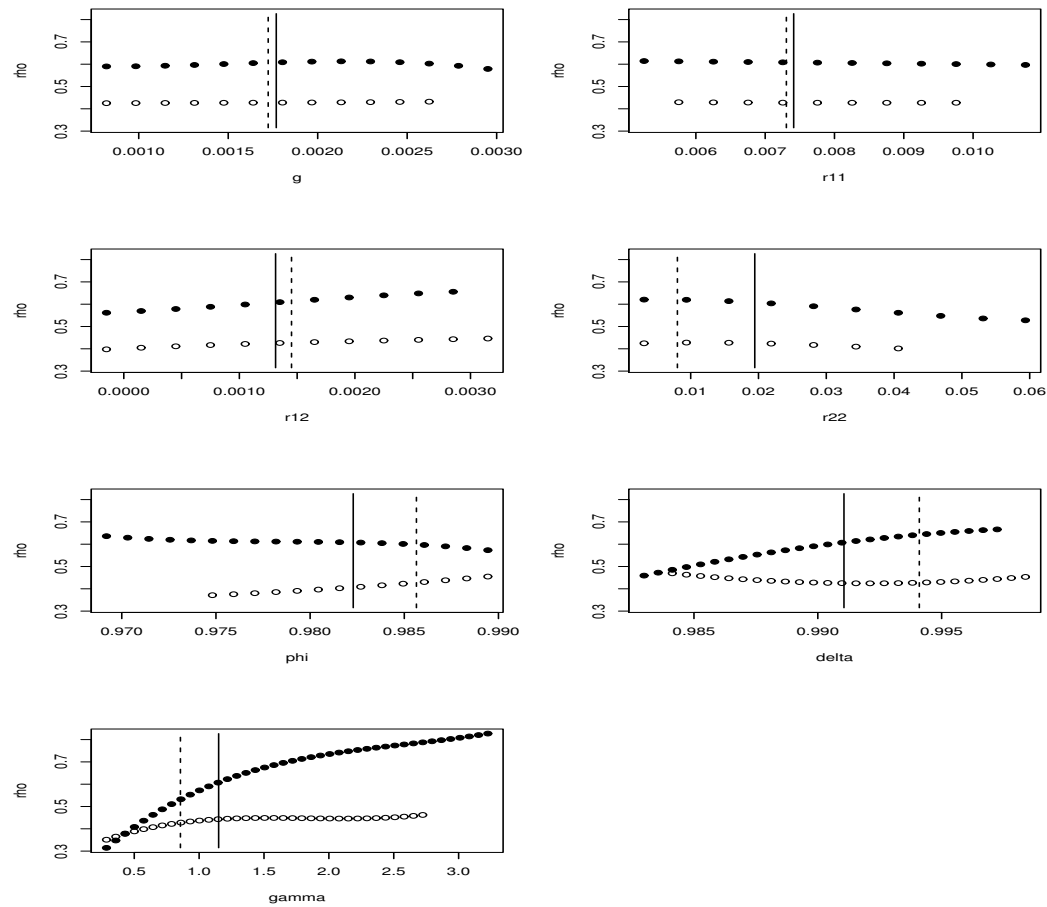 rho
0.3 0.5 0.7
0.0010 0.0015 0.0020 0.0025 0.0030
g
rho
0.3 0.5 0.7
0.006 0.007 0.008 0.009 0.010
r11
rho
0.3 0.5 0.7
0.0000 0.0010 0.0020 0.0030
r12
rho
0.3 0.5 0.7
0.01 0.02 0.03 0.04 0.05 0.06
r22
rho
0.3 0.5 0.7
0.970 0.975 0.980 0.985 0.990
phi
rho
0.3 0.5 0.7
0.985 0.990 0.995
delta
rho
0.3 0.5 0.7
0.5 1.0 1.5 2.0 2.5 3.0
gamma